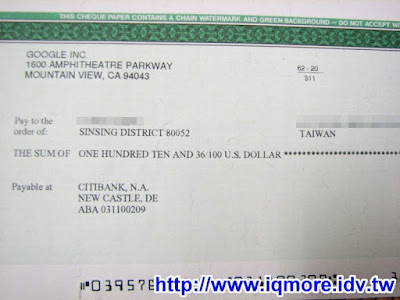 THIS CHEQUE PAPER CONTAINS A CHAIN WATERMARK AND GREEN BACKGROUND – DO NOT ACCEPT WI
GOOGLE INC.
1600 AMPHITHEATRE PARKWAY
MOUNTAIN VIEW, CA 94043
62-20
311
Pay to the
order of: SINSING DISTRICT 80052 TAIWAN
THE SUM OF ONE HUNDRED TEN AND 36/100 U.S. DOLLAR ******************
Payable at CITIBANK, N.A.
NEW CASTLE, DE
ABA 031100209
http://www.iqmore.idv.tw